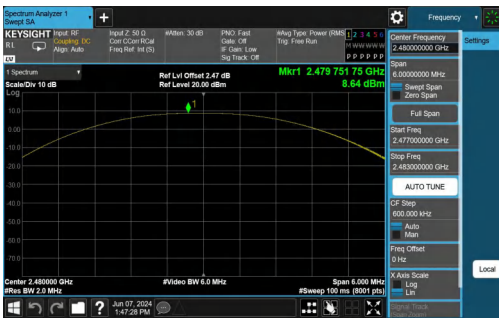 Spectrum Analyzer 1
Swept SA
+
Frequency
KEYSIGHT
RL
Input: RF
Coupling: DC
Align: Auto
Input Z: 50 Ω
Corr CCorr RCal
Freq Ref: Int (S)
#Atten: 30 dB
PNO: Fast
Gate: Off
IF Gain: Low
Sig Track: Off
#Avg Type: Power (RMS
Trig: Free Run
1 2 3 4 5 6
M W W W W W
P P P P P P
LW
Center Frequency
2.480000000 GHz
Settings
1 Spectrum
Scale/Div 10 dB
Log
Ref Lvl Offset 2.47 dB
Ref Level 20.00 dBm
Mkr1 2.479 751 75 GHz
8.64 dBm
Span
6.00000000 MHz
Swept Span
Zero Span
Full Span
Start Freq
2.477000000 GHz
Stop Freq
2.483000000 GHz
AUTO TUNE
CF Step
600.000 kHz
Auto
Man
Freq Offset
0 Hz
X Axis Scale
Log
Lin
Local
Signal Track
1
10.0
0.00
-10.0
-20.0
-30.0
-40.0
-50.0
-60.0
-70.0
Center 2.480000 GHz
#Res BW 2.0 MHz
#Video BW 6.0 MHz
Span 6.000 MHz
#Sweep 100 ms (8001 pts)
?
Jun 07, 2024
1:47:28 PM